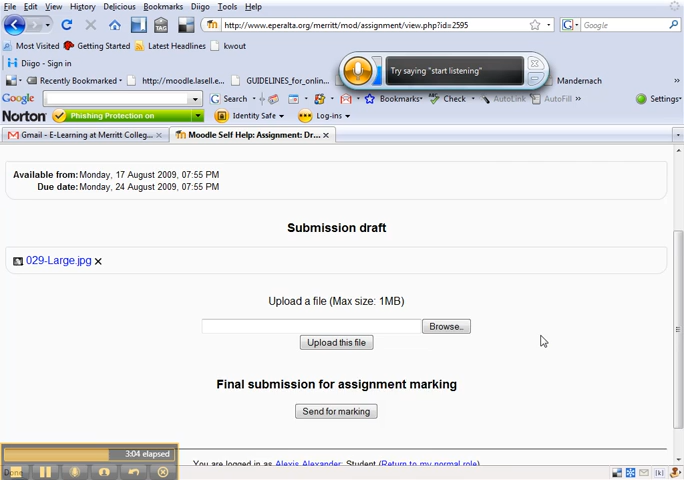 File Edit View History Bookmarks Diigo Tools Help
http://www.eperalta.org/merritt/mod/assignment/view.php?id=2595
Google
Most Visited Getting Started Latest Headlines kwout
Try saying "start listening"
Diigo - Sign in
Recently Bookmarked http://moodle.lasell.e... GUIDELINES_for_onlin... Mandernach »
Google Search Bookmarks Check AutoLink AutoFill » Settings
Norton Phishing Protection on Identity Safe Log-ins
Gmail - E-Learning at Merritt Colleg... Moodle Self Help: Assignment: Dr...
Available from: Monday, 17 August 2009, 07:55 PM
Due date: Monday, 24 August 2009, 07:55 PM
Submission draft
029-Large.jpg
Upload a file (Max size: 1MB)
Browse..
Upload this file
Final submission for assignment marking
Send for marking
3:04 elapsed
You are logged in as Alexis Alexander: Student (Return to my normal role)
Done